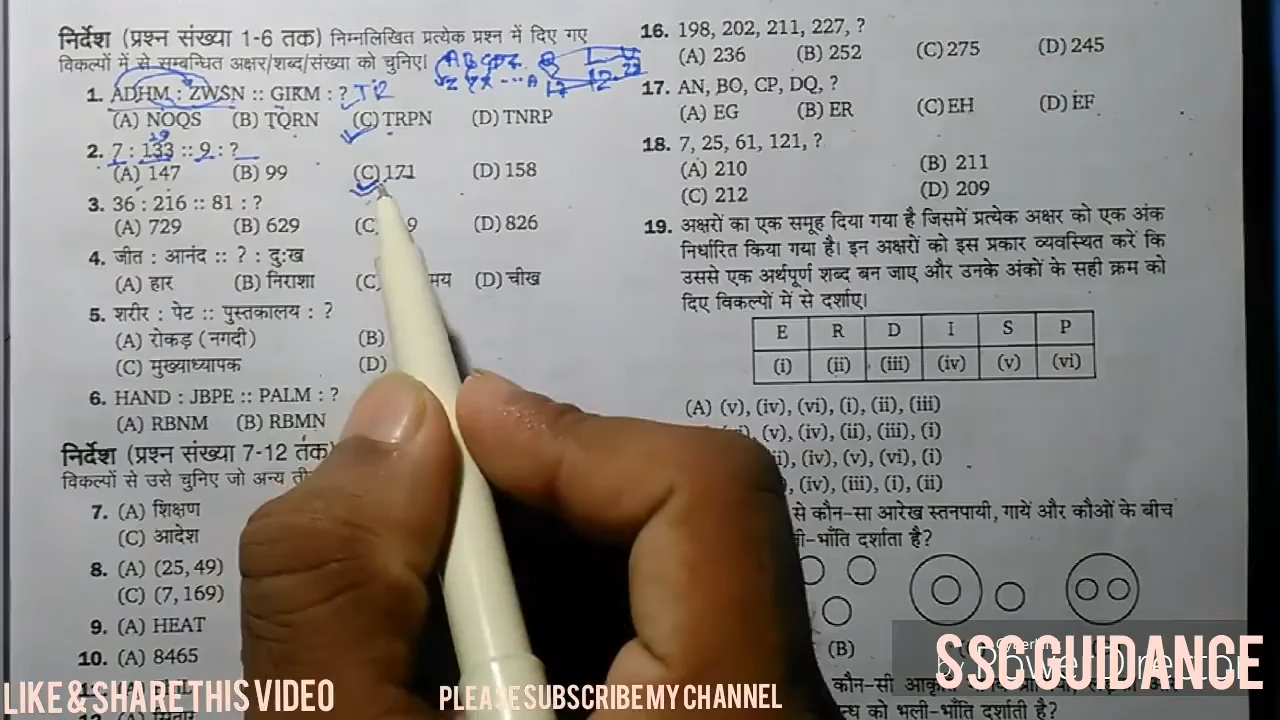 निर्देश (प्रश्न संख्या 1-6 तक) निम्नलिखित प्रत्येक प्रश्न में दिए गए
विकल्पों में से सम्बन्धित अक्षर/शब्द/संख्या को चुनिए।
1. ADHM : ZWSN :: GIKM : ? TR
(A) NOQS (B) TQRN (C) TRPN (D) TNRP
19
2. 7 : 133 :: 9 : ?
(A) 147 (B) 99 (C) 171 (D) 158
3. 36 : 216 :: 81 : ?
(A) 729 (B) 629 (C) 9 (D) 826
4. जीत : आनंद :: ? : दुःख
(A) हार (B) निराशा (C) मय (D) चीख
5. शरीर : पेट :: पुस्तकालय : ?
(A) रोकड़ (नगदी) (B)
(C) मुख्याध्यापक (D)
6. HAND : JBPE :: PALM : ?
(A) RBNM (B) RBMN
निर्देश (प्रश्न संख्या 7-12 तक)
विकल्पों से उसे चुनिए जो अन्य
7. (A) शिक्षण
(C) आदेश
8. (A) (25, 49)
(C) (7, 169)
9. (A) HEAT
10. (A) 8465
16. 198, 202, 211, 227, ?
(A) 236 (B) 252 (C) 275 (D) 245
17. AN, BO, CP, DQ, ?
(A) EG (B) ER (C) EH (D) EF
18. 7, 25, 61, 121, ?
(A) 210 (B) 211
(C) 212 (D) 209
19. अक्षरों का एक समूह दिया गया है जिसमें प्रत्येक अक्षर को एक अंक
निर्धारित किया गया है। इन अक्षरों को इस प्रकार व्यवस्थित करें कि
उससे एक अर्थपूर्ण शब्द बन जाए और उनके अंकों के सही क्रम को
दिए विकल्पों में से दर्शाए।
E R D I S P
(i) (ii) (iii) (iv) (v) (vi)
(A) (v), (iv), (vi), (i), (ii), (iii)
(v), (iv), (ii), (iii), (i)
(iv), (v), (vi), (i)
(iv), (iii), (i), (ii)
से कौन-सा आरेख स्तनपायी, गायें और कौओं के बीच
भली-भाँति दर्शाता है?
(B)
कौन-सी
को भली-भाँति दर्शाता है?
SSC GUIDANCE
LIKE & SHARE THIS VIDEO
PLEASE SUBSCRIBE MY CHANNEL